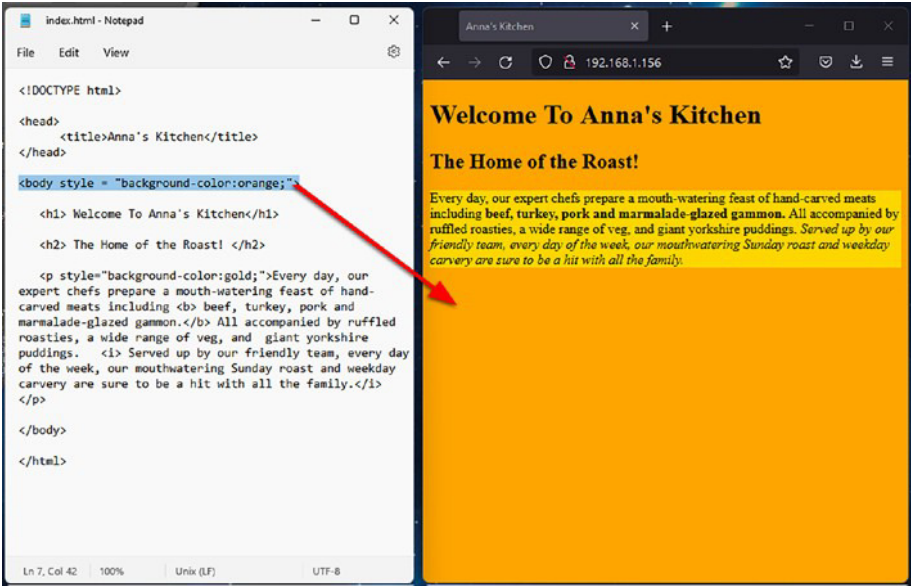 index.html - Notepad
File Edit View
<!DOCTYPE html>
<head>
<title>Anna's Kitchen</title>
</head>
<body style = "background-color:orange;">
<h1> Welcome To Anna's Kitchen</h1>
<h2> The Home of the Roast! </h2>
<p style="background-color:gold;">Every day, our
expert chefs prepare a mouth-watering feast of hand-
carved meats including <b> beef, turkey, pork and
marmalade-glazed gammon.</b> All accompanied by ruffled
roasties, a wide range of veg, and giant yorkshire
puddings. <i> Served up by our friendly team, every day
of the week, our mouthwatering Sunday roast and weekday
carvery are sure to be a hit with all the family.</i>
</p>
</body>
</html>
Ln 7, Col 42 100% Unix (LF) UTF-8
Anna's Kitchen
192.168.1.156
Welcome To Anna's Kitchen
The Home of the Roast!
Every day, our expert chefs prepare a mouth-watering feast of hand-carved meats
including beef, turkey, pork and marmalade-glazed gammon. All accompanied by
ruffled roasties, a wide range of veg, and giant yorkshire puddings. Served up by our
friendly team, every day of the week, our mouthwatering Sunday roast and weekday
carvery are sure to be a hit with all the family.